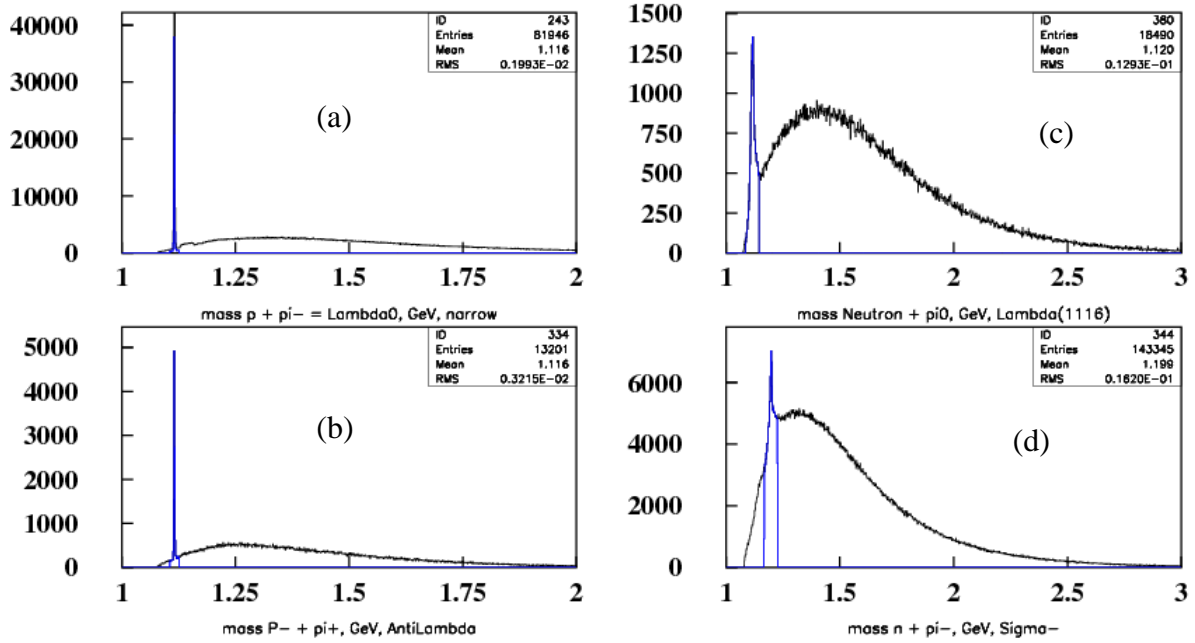 ID 243
Entries 81946
Mean 1.116
RMS 0.1993E-02
40000
30000
20000
10000
0
(a)
1 1.25 1.5 1.75 2
mass p + pi- = Lambda0, GeV, narrow
ID 380
Entries 18490
Mean 1.120
RMS 0.1293E-01
1500
1250
1000
750
500
250
0
(c)
1 1.5 2 2.5 3
mass Neutron + pi0, GeV, Lambda(1116)
ID 334
Entries 13201
Mean 1.116
RMS 0.3215E-02
5000
4000
3000
2000
1000
0
(b)
1 1.25 1.5 1.75 2
mass P- + pi+, GeV, AntiLambda
ID 344
Entries 143345
Mean 1.199
RMS 0.1620E-01
6000
4000
2000
0
(d)
1 1.5 2 2.5 3
mass n + pi-, GeV, Sigma-